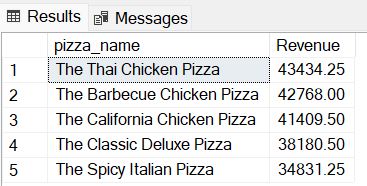 Results Messages
pizza_name Revenue
1 The Thai Chicken Pizza 43434.25
2 The Barbecue Chicken Pizza 42768.00
3 The California Chicken Pizza 41409.50
4 The Classic Deluxe Pizza 38180.50
5 The Spicy Italian Pizza 34831.25